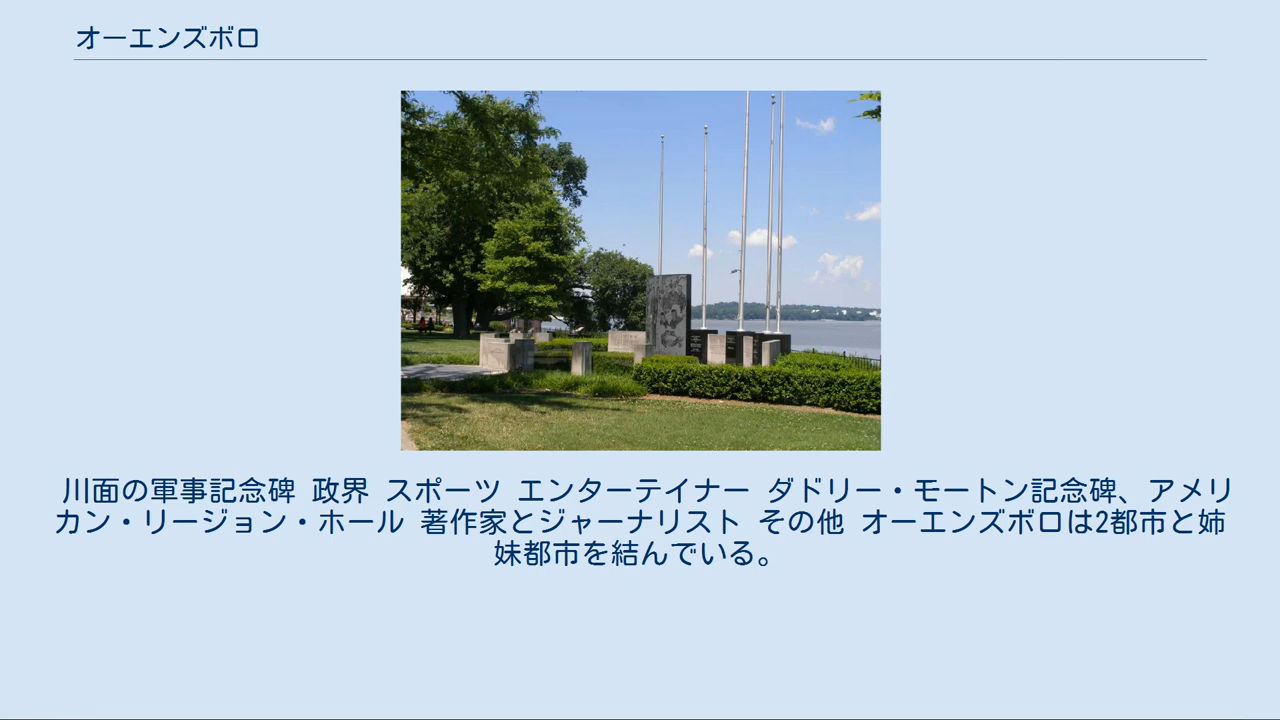 オーエンズボロ
川面の軍事記念碑 政界 スポーツ エンターテイナー ダドリー・モートン記念碑、アメリ
カン・リージョン・ホール 著作家とジャーナリスト その他 オーエンズボロは2都市と姉
妹都市を結んでいる。